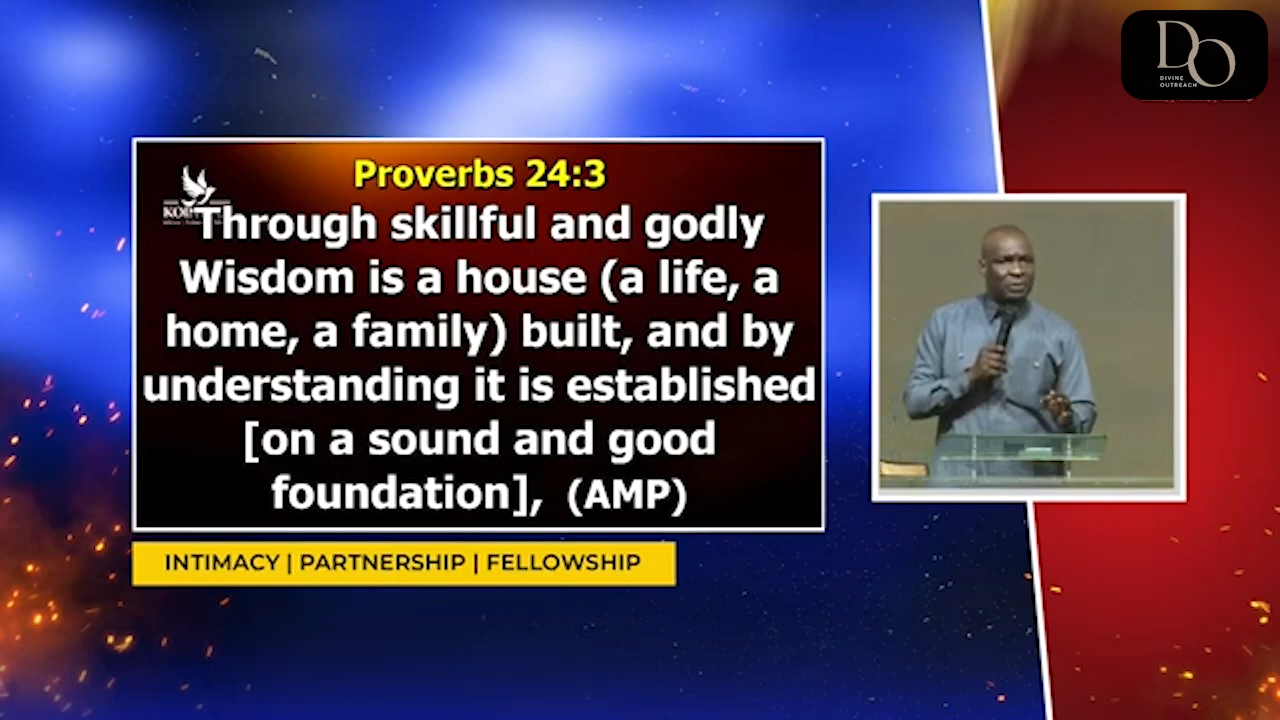 Proverbs 24:3
Through skillful and godly
Wisdom is a house (a life, a
home, a family) built, and by
understanding it is established
[on a sound and good
foundation], (AMP)
INTIMACY | PARTNERSHIP | FELLOWSHIP
DO
DIVINE
OUTREACH